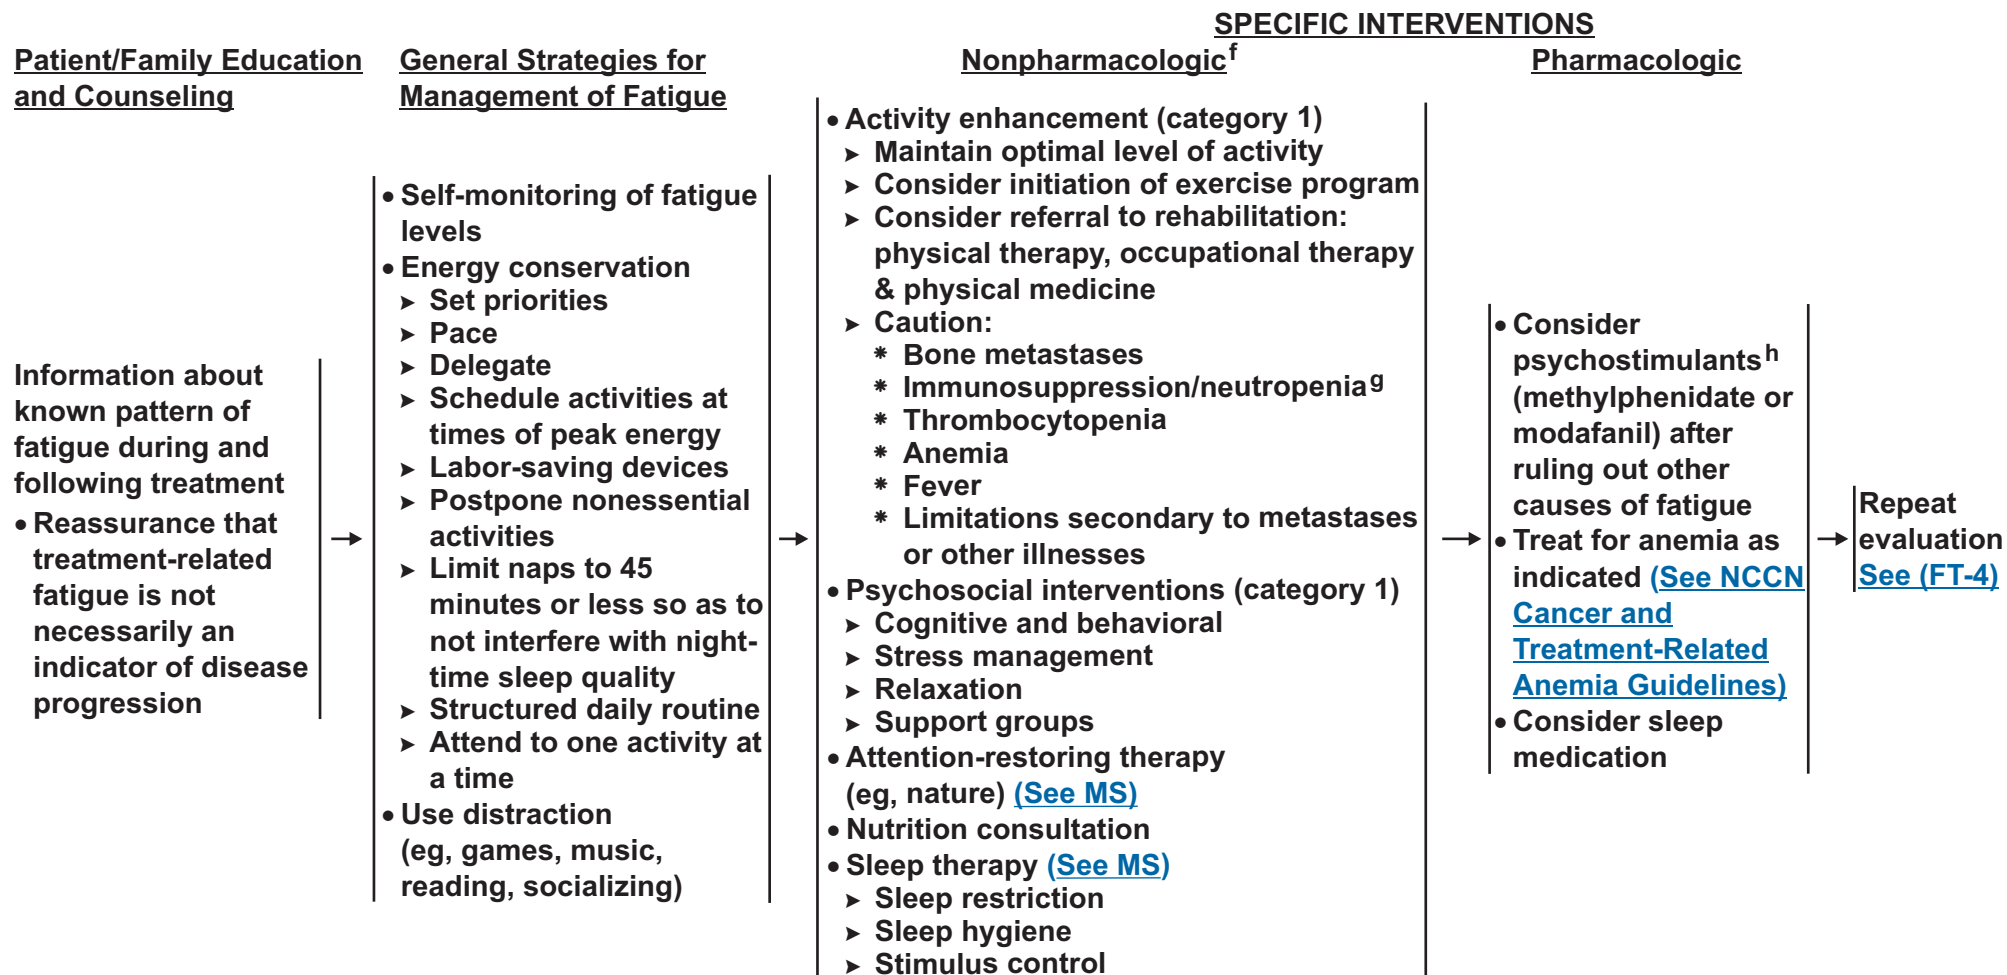 SPECIFIC INTERVENTIONS
Patient/Family Education
and Counseling
General Strategies for
Management of Fatigue
Nonpharmacologic f
Pharmacologic
Information about
known pattern of
fatigue during and
following treatment
• Reassurance that
treatment-related
fatigue is not
necessarily an
indicator of disease
progression
• Self-monitoring of fatigue
levels
• Energy conservation
➤ Set priorities
➤ Pace
➤ Delegate
➤ Schedule activities at
times of peak energy
➤ Labor-saving devices
➤ Postpone nonessential
activities
➤ Limit naps to 45
minutes or less so as to
not interfere with night-
time sleep quality
➤ Structured daily routine
➤ Attend to one activity at
a time
• Use distraction
(eg, games, music,
reading, socializing)
• Activity enhancement (category 1)
➤ Maintain optimal level of activity
➤ Consider initiation of exercise program
➤ Consider referral to rehabilitation:
physical therapy, occupational therapy
& physical medicine
➤ Caution:
* Bone metastases
* Immunosuppression/neutropenia g
* Thrombocytopenia
* Anemia
* Fever
* Limitations secondary to metastases
or other illnesses
• Psychosocial interventions (category 1)
➤ Cognitive and behavioral
➤ Stress management
➤ Relaxation
➤ Support groups
• Attention-restoring therapy
(eg, nature) (See MS)
• Nutrition consultation
• Sleep therapy (See MS)
➤ Sleep restriction
➤ Sleep hygiene
➤ Stimulus control
• Consider
psychostimulants h
(methylphenidate or
modafanil) after
ruling out other
causes of fatigue
• Treat for anemia as
indicated (See NCCN
Cancer and
Treatment-Related
Anemia Guidelines)
• Consider sleep
medication
Repeat
evaluation
See (FT-4)